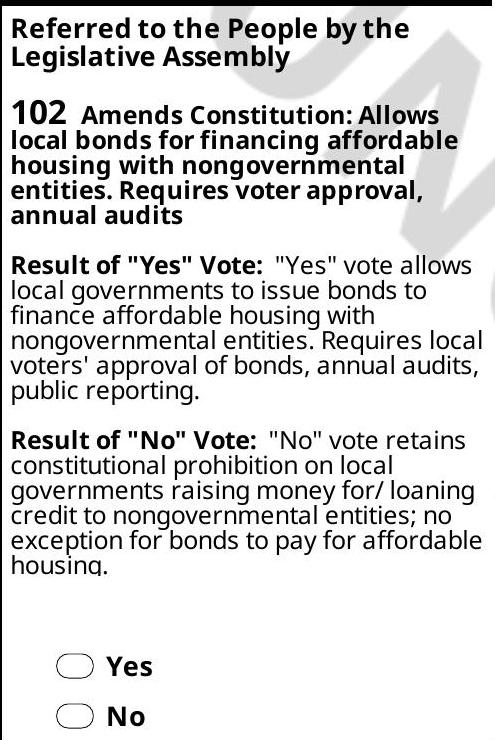 Referred to the People by the
Legislative Assembly
102 Amends Constitution: Allows
local bonds for financing affordable
housing with nongovernmental
entities. Requires voter approval,
annual audits
Result of "Yes" Vote: "Yes" vote allows
local governments to issue bonds to
finance affordable housing with
nongovernmental entities. Requires local
voters' approval of bonds, annual audits,
public reporting.
Result of "No" Vote: "No" vote retains
constitutional prohibition on local
governments raising money for/ loaning
credit to nongovernmental entities; no
exception for bonds to pay for affordable
housing.
Yes
No